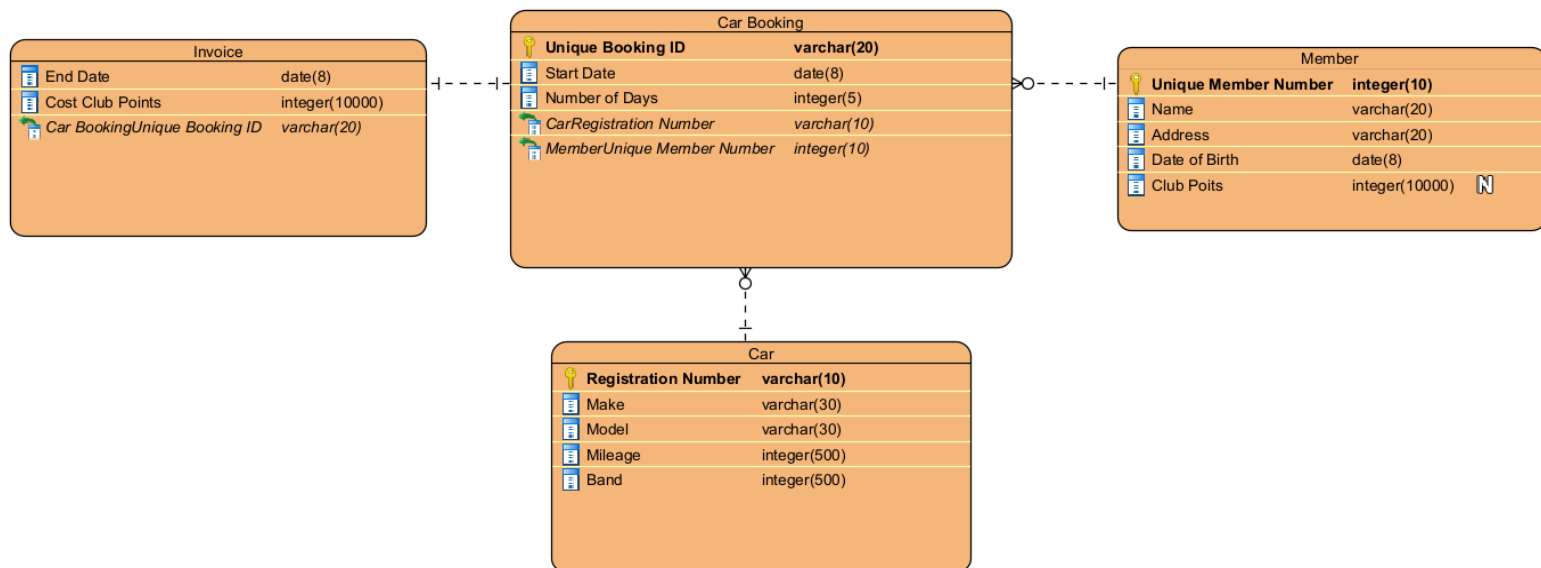 Invoice
End Date date(8)
Cost Club Points integer(10000)
Car BookingUnique Booking ID varchar(20)
Car Booking
Unique Booking ID varchar(20)
Start Date date(8)
Number of Days integer(5)
CarRegistration Number varchar(10)
MemberUnique Member Number integer(10)
Member
Unique Member Number integer(10)
Name varchar(20)
Address varchar(20)
Date of Birth date(8)
Club Poits integer(10000) N
Car
Registration Number varchar(10)
Make varchar(30)
Model varchar(30)
Mileage integer(500)
Band integer(500)